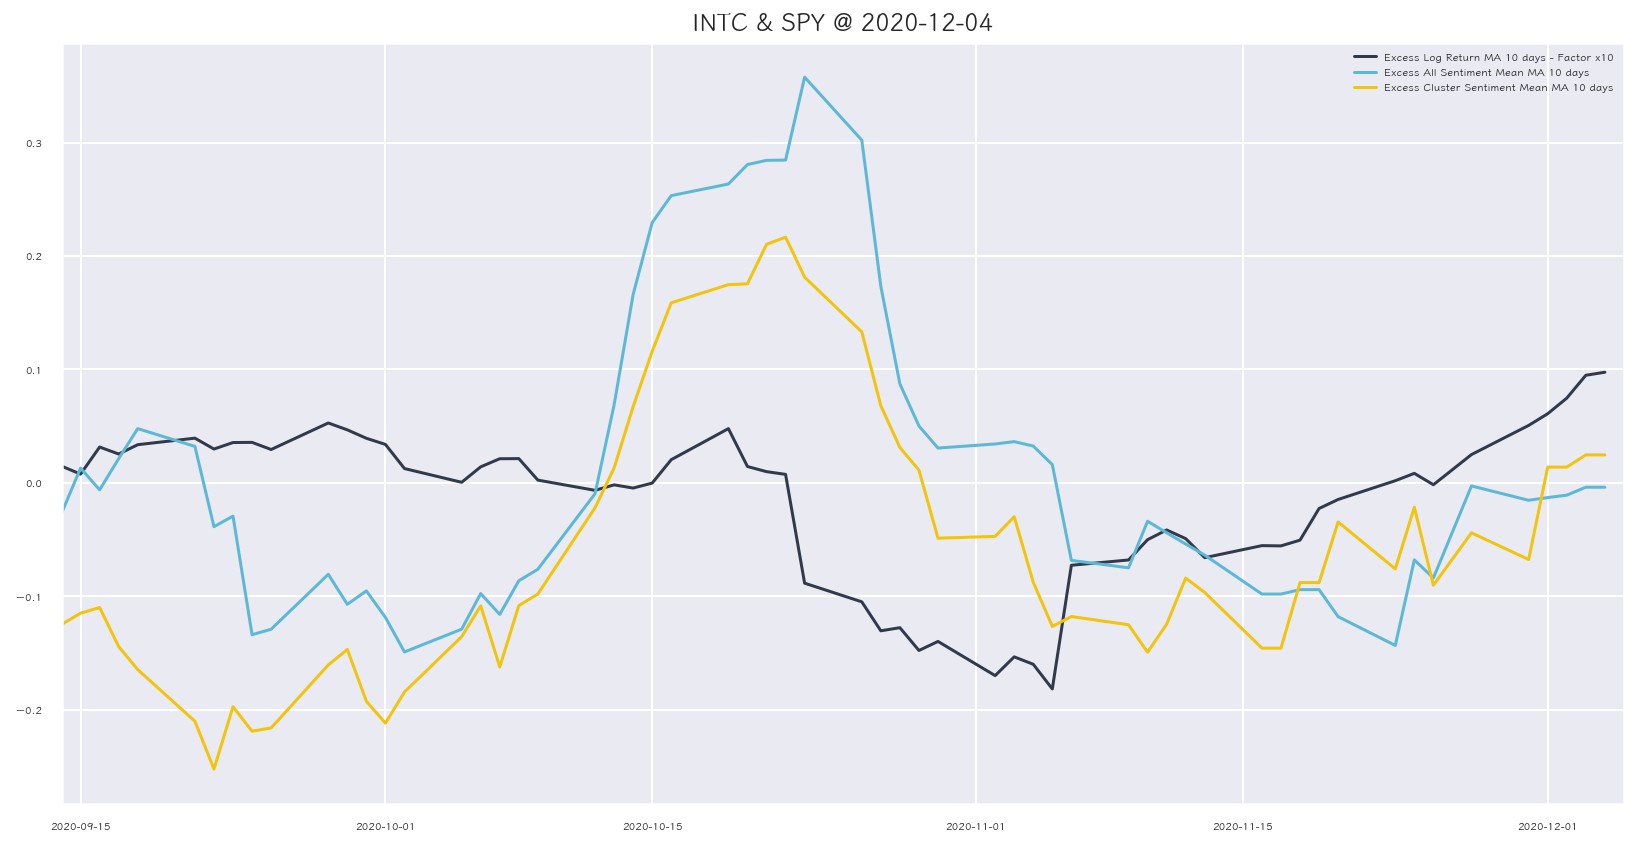 INTC & SPY @ 2020-12-04
Excess Log Return MA 10 days - Factor x10
Excess All Sentiment Mean MA 10 days
Excess Cluster Sentiment Mean MA 10 days
0.3
0.2
0.1
0.0
−0.1
−0.2
2020-09-15 2020-10-01 2020-10-15 2020-11-01 2020-11-15 2020-12-01